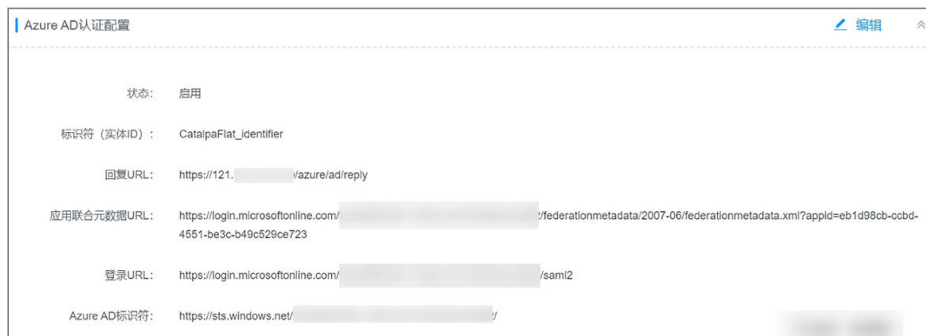 Azure AD认证配置
编辑
状态： 启用
标识符（实体ID）： CatalpaFlat_identifier
回复URL： https://121. /azure/ad/reply
应用联合元数据URL： https://login.microsoftonline.com/ /federationmetadata/2007-06/federationmetadata.xml?appid=eb1d98cb-ccbd-
4551-be3c-b49c529ce723
登录URL： https://login.microsoftonline.com/ /saml2
Azure AD标识符： https://sts.windows.net/ /